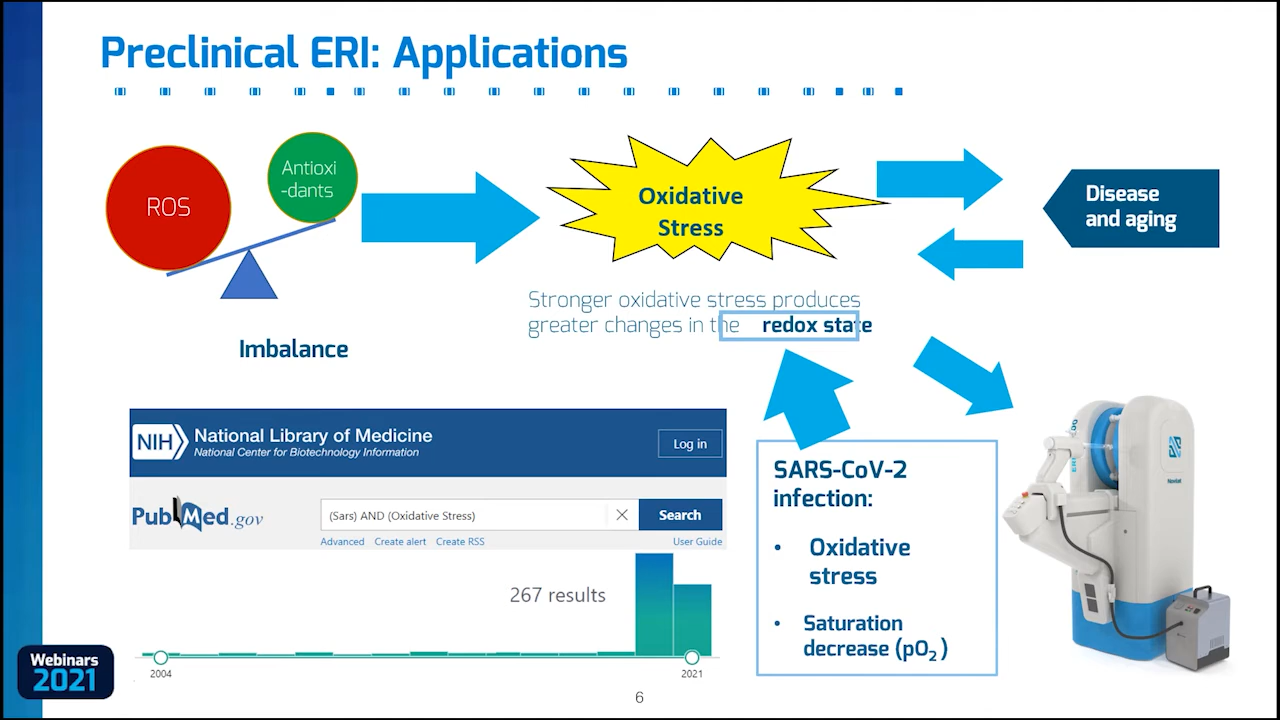 Preclinical ERI: Applications
ROS
Antioxi
-dants
Oxidative
Stress
Disease
and aging
Stronger oxidative stress produces
greater changes in the redox state
Imbalance
NIH
National Library of Medicine
National Center for Biotechnology Information
Log in
PubMed.gov
(Sars) AND (Oxidative Stress)
Search
Advanced Create alert Create RSS
User Guide
267 results
2004
2021
SARS-CoV-2
infection:
• Oxidative
stress
• Saturation
decrease (pO₂)
Novilet
Webinars
2021
6